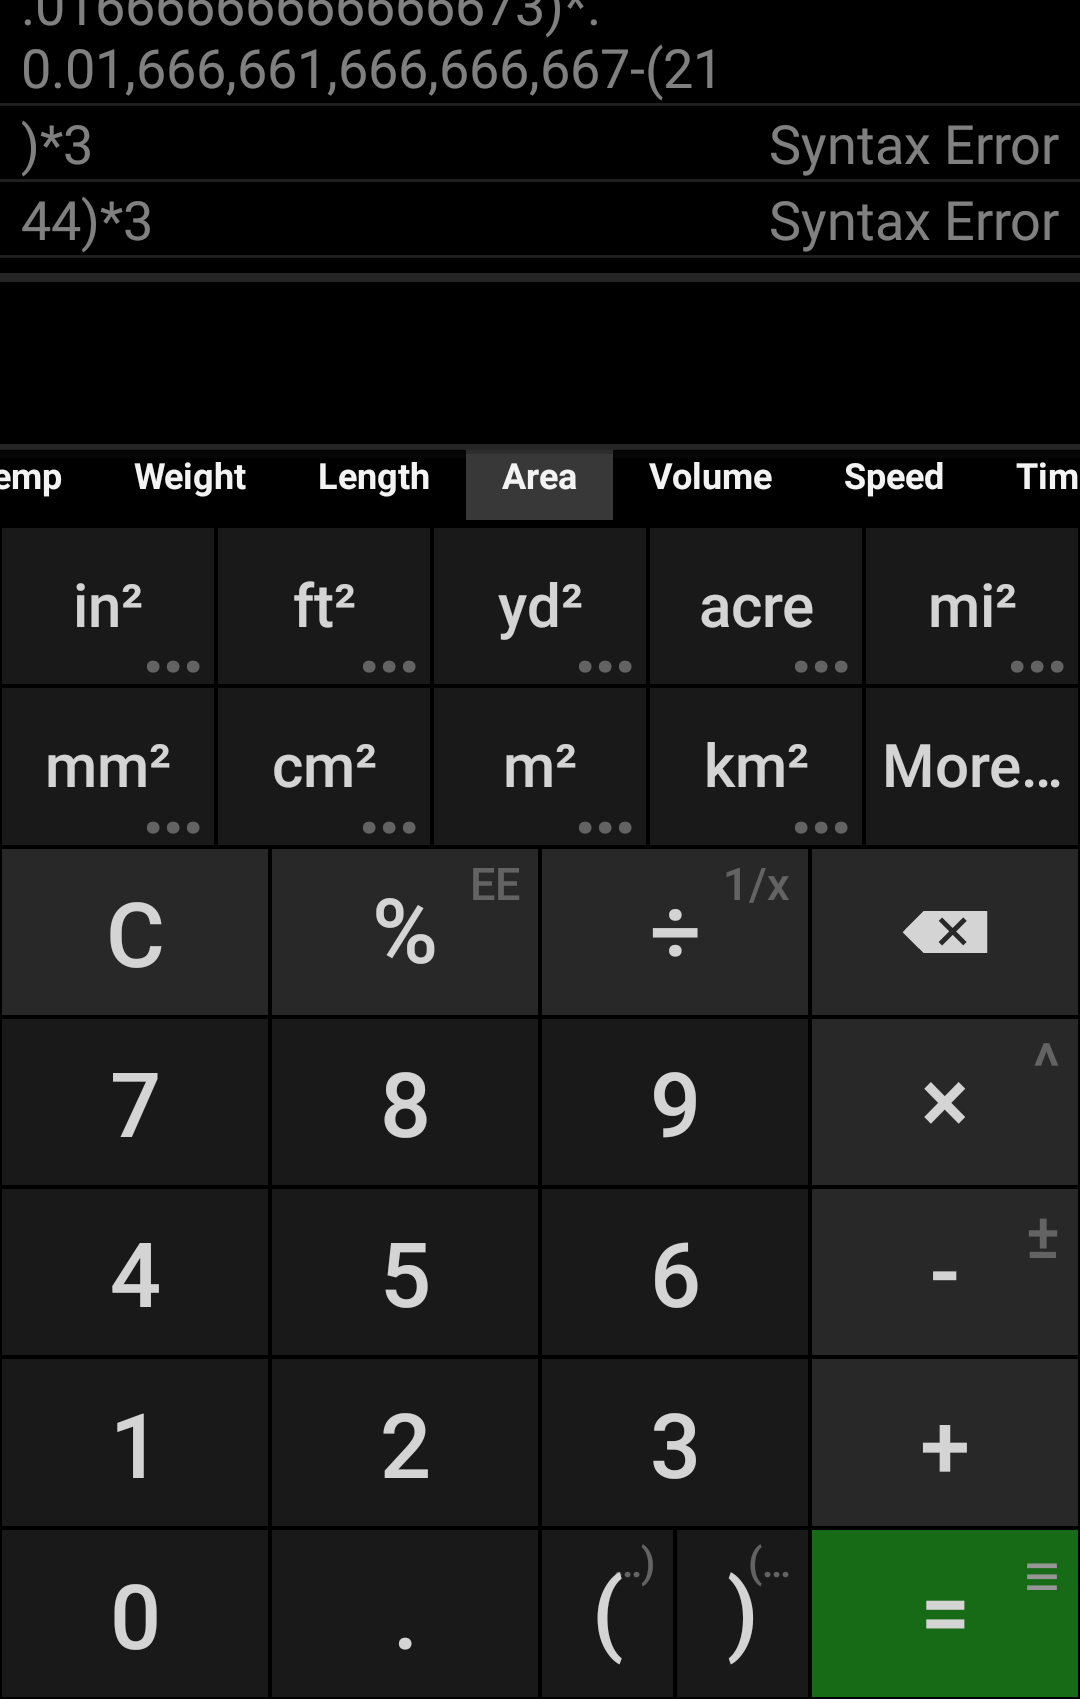 .016666666666666673)*.
0.01,666,661,666,666,667-(21
)*3 Syntax Error
44)*3 Syntax Error
emp Weight Length Area Volume Speed Tim
in² ft² yd² acre mi²
mm² cm² m² km² More...
C % EE ÷ 1/x
7 8 9 × ^
4 5 6 - ±
1 2 3 +
0 . ( ..) ) (... = ≡